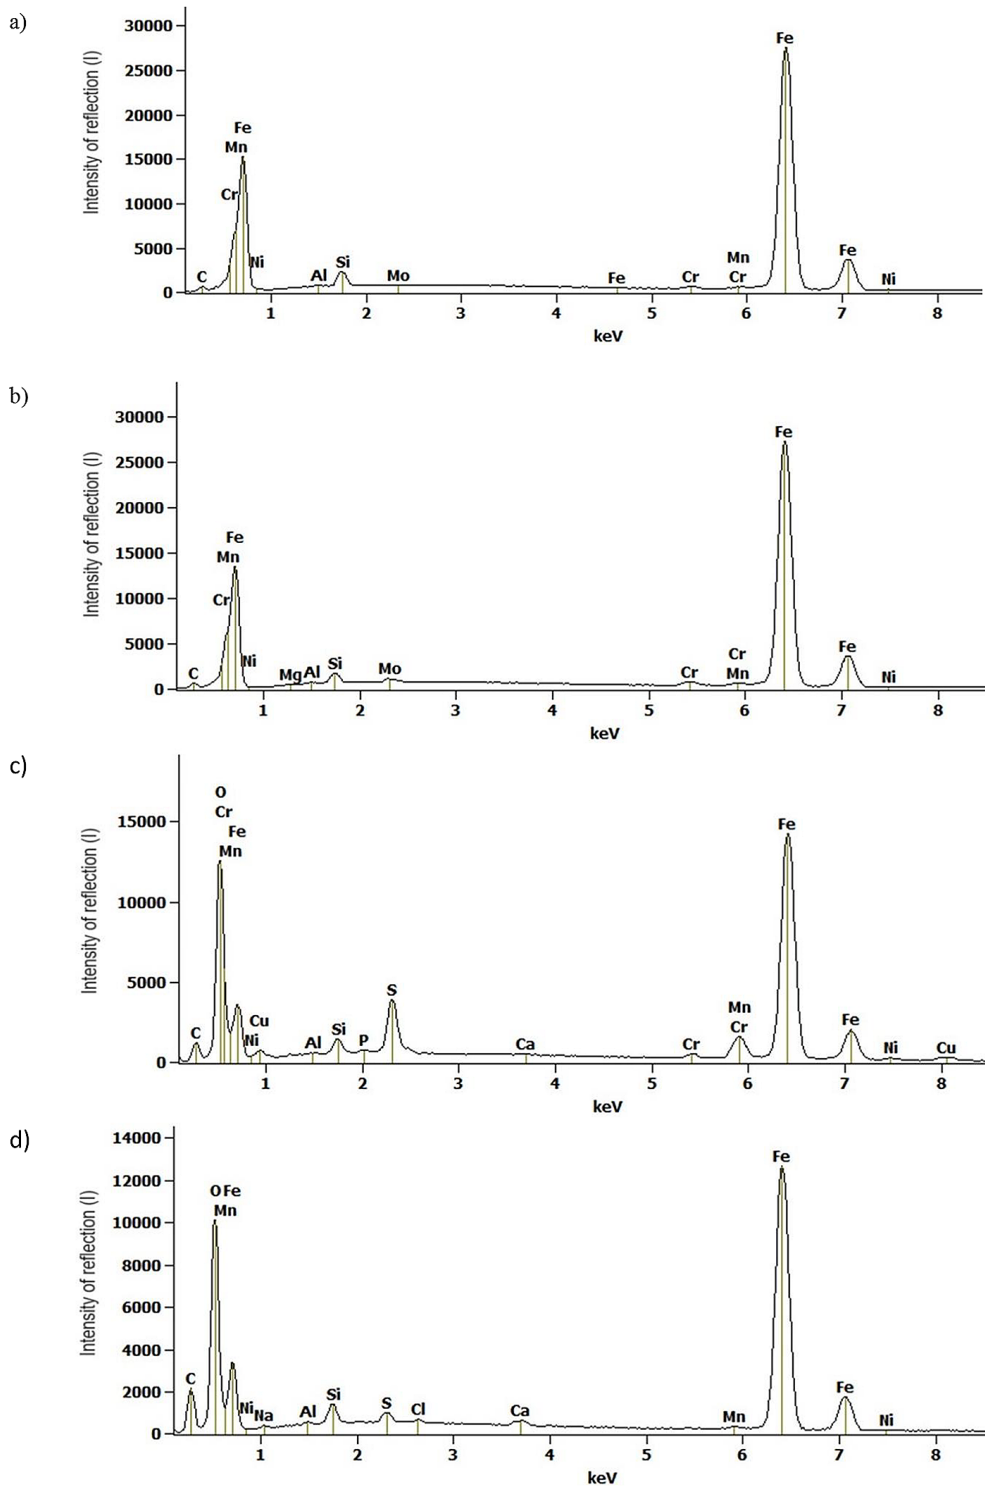 a)
Intensity of reflection (I)
30000
25000
20000
15000
10000
5000
0
Fe
Fe
Mn
Cr
Ni
C
Al
Si
Mo
Fe
Cr
Mn
Cr
Fe
Ni
1 2 3 4 5 6 7 8
keV
b)
Intensity of reflection (I)
30000
25000
20000
15000
10000
5000
0
Fe
Fe
Mn
Cr
Ni
C
Mg
Al
Si
Mo
Cr
Cr
Mn
Fe
Ni
1 2 3 4 5 6 7 8
keV
c)
Intensity of reflection (I)
15000
10000
5000
0
O
Cr
Fe
Mn
Fe
C
Cu
Ni
Al
Si
P
S
Ca
Cr
Mn
Cr
Fe
Ni
Cu
1 2 3 4 5 6 7 8
keV
d)
Intensity of reflection (I)
14000
12000
10000
8000
6000
4000
2000
0
Fe
O Fe
Mn
C
Ni
Na
Al
Si
S
Cl
Ca
Mn
Fe
Ni
1 2 3 4 5 6 7 8
keV